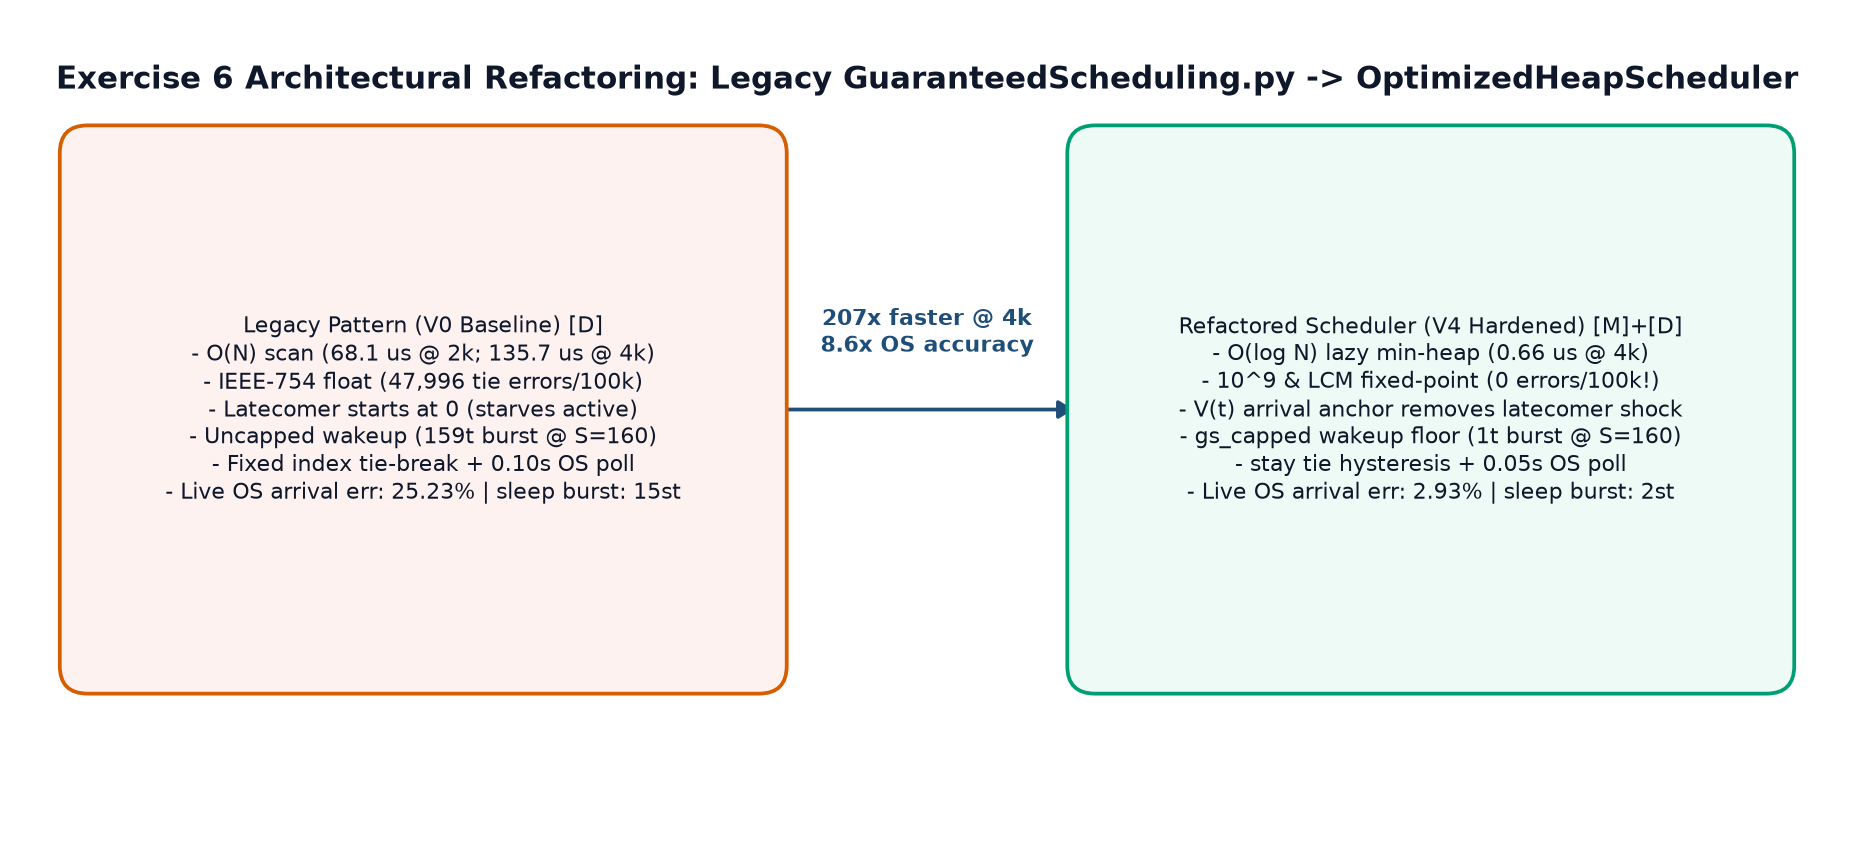 Exercise 6 Architectural Refactoring: Legacy GuaranteedScheduling.py -> OptimizedHeapScheduler
Legacy Pattern (V0 Baseline) [D]
- O(N) scan (68.1 us @ 2k; 135.7 us @ 4k)
- IEEE-754 float (47,996 tie errors/100k)
- Latecomer starts at 0 (starves active)
- Uncapped wakeup (159t burst @ S=160)
- Fixed index tie-break + 0.10s OS poll
- Live OS arrival err: 25.23% | sleep burst: 15st
207x faster @ 4k
8.6x OS accuracy
Refactored Scheduler (V4 Hardened) [M]+[D]
- O(log N) lazy min-heap (0.66 us @ 4k)
- 10^9 & LCM fixed-point (0 errors/100k!)
- V(t) arrival anchor removes latecomer shock
- gs_capped wakeup floor (1t burst @ S=160)
- stay tie hysteresis + 0.05s OS poll
- Live OS arrival err: 2.93% | sleep burst: 2st